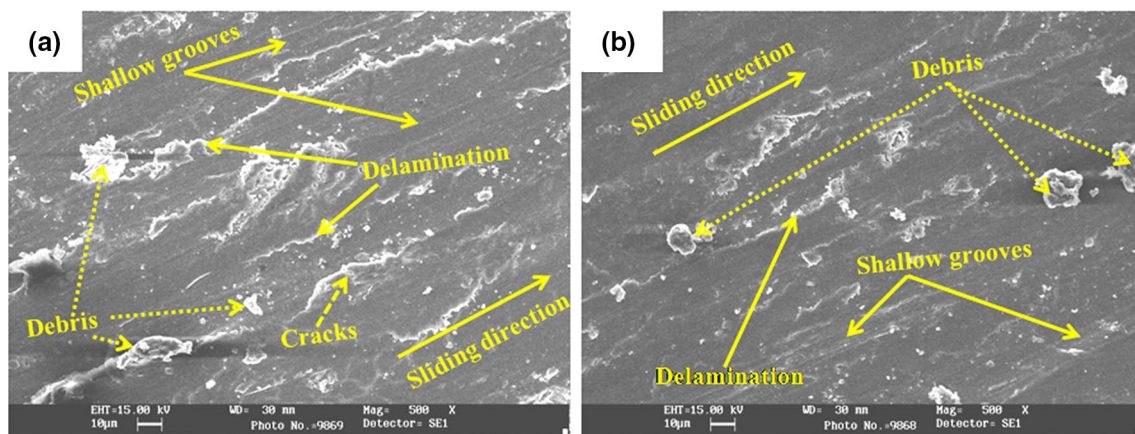 (a)
Shallow grooves
Delamination
Debris
Cracks
Sliding direction
EHT=15.00 kV WD= 30 mm Mag= 500 X
10µm Photo No.=9869 Detector= SE1
(b)
Debris
Sliding direction
Shallow grooves
Delamination
EHT=15.00 kV WD= 30 mm Mag= 500 X
10µm Photo No.=9868 Detector= SE1